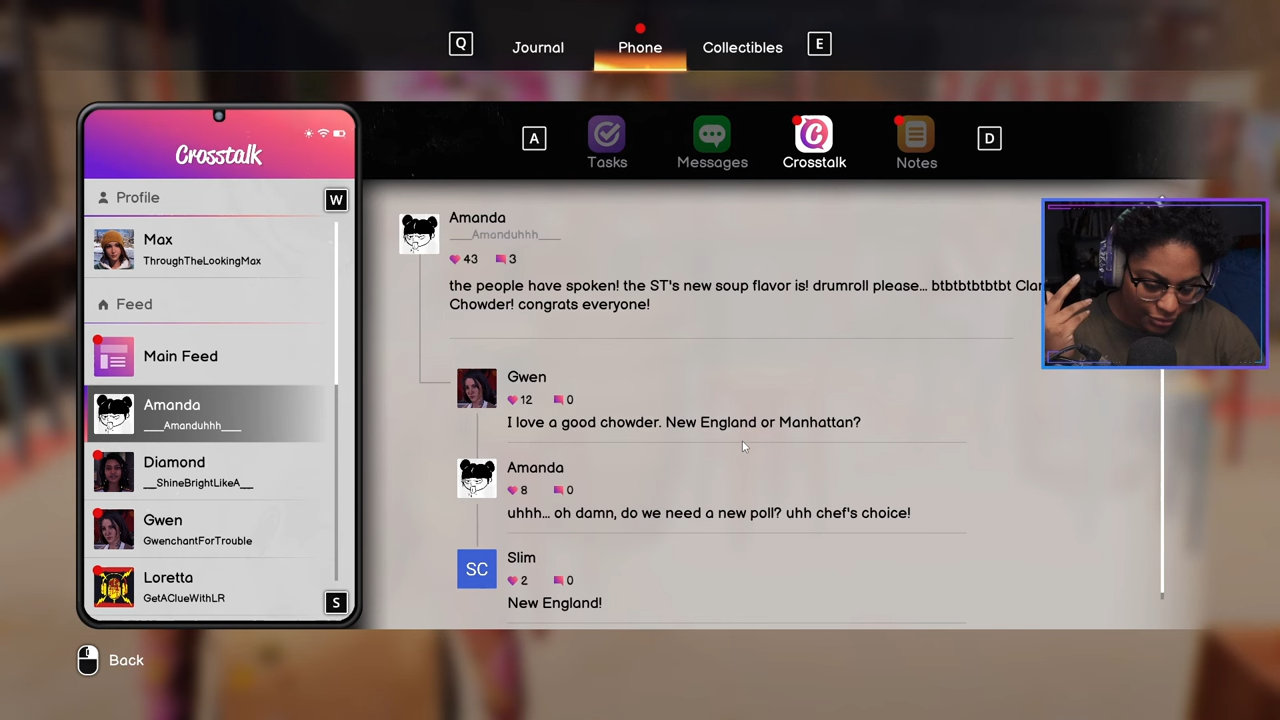 Q
Journal
Phone
Collectibles
E
Crosstalk
A
Tasks
Messages
Crosstalk
Notes
D
Profile
W
Max
ThroughTheLookingMax
Feed
Main Feed
Amanda
____Amanduhhh____
Diamond
__ShineBrightLikeA__
Gwen
GwenchantForTrouble
Loretta
GetAClueWithLR
S
Amanda
____Amanduhhh____
43 3
the people have spoken! the ST's new soup flavor is! drumroll please... btbtbtbtbtbt
Chowder! congrats everyone!
Gwen
12 0
I love a good chowder. New England or Manhattan?
Amanda
8 0
uhhh... oh damn, do we need a new poll? uhh chef's choice!
SC
Slim
2 0
New England!
Back